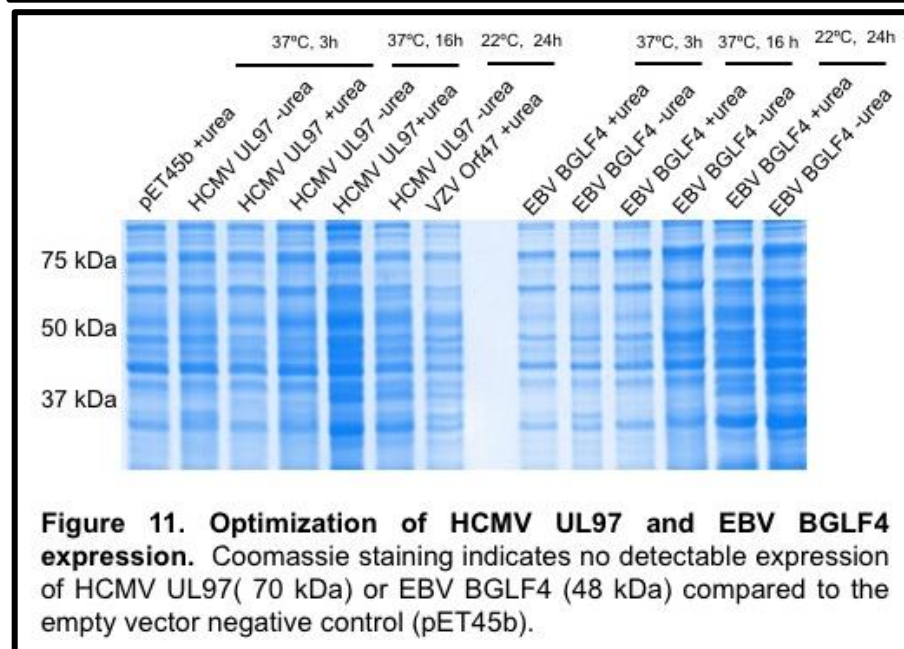 37ºC, 3h 37ºC, 16h 22ºC, 24h 37ºC, 3h 37ºC, 16 h 22ºC, 24h
pET45b +urea
HCMV UL97 -urea
HCMV UL97 +urea
HCMV UL97 -urea
HCMV UL97+urea
HCMV UL97 -urea
VZV Orf47 +urea
EBV BGLF4 +urea
EBV BGLF4 -urea
EBV BGLF4 +urea
EBV BGLF4 -urea
EBV BGLF4 +urea
EBV BGLF4 -urea
75 kDa
50 kDa
37 kDa
Figure 11. Optimization of HCMV UL97 and EBV BGLF4
expression. Coomassie staining indicates no detectable expression
of HCMV UL97( 70 kDa) or EBV BGLF4 (48 kDa) compared to the
empty vector negative control (pET45b).